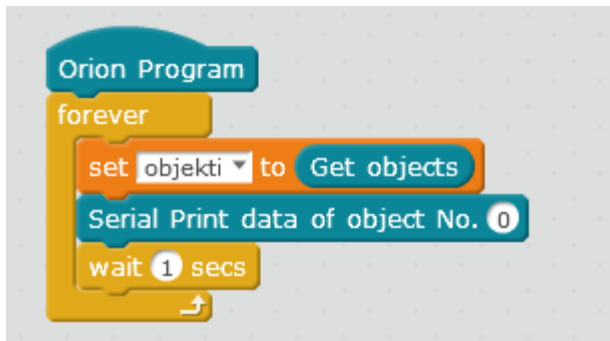 Orion Program
forever
set objekti to Get objects
Serial Print data of object No. 0
wait 1 secs